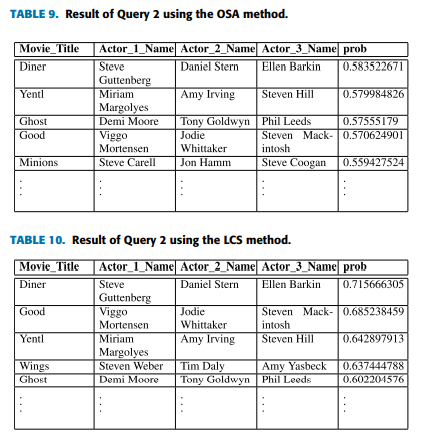 TABLE 9. Result of Query 2 using the OSA method.
Movie_Title Actor_1_Name Actor_2_Name Actor_3_Name prob
Diner Steve Daniel Stern Ellen Barkin 0.583522671
Guttenberg
Yentl Miriam Amy Irving Steven Hill 0.579984826
Margolyes
Ghost Demi Moore Tony Goldwyn Phil Leeds 0.57555179
Good Viggo Jodie Steven Mack- 0.570624901
Mortensen Whittaker intosh
Minions Steve Carell Jon Hamm Steve Coogan 0.559427524
⋮ ⋮ ⋮ ⋮ ⋮
TABLE 10. Result of Query 2 using the LCS method.
Movie_Title Actor_1_Name Actor_2_Name Actor_3_Name prob
Diner Steve Daniel Stern Ellen Barkin 0.715666305
Guttenberg
Good Viggo Jodie Steven Mack- 0.685238459
Mortensen Whittaker intosh
Yentl Miriam Amy Irving Steven Hill 0.642897913
Margolyes
Wings Steven Weber Tim Daly Amy Yasbeck 0.637444788
Ghost Demi Moore Tony Goldwyn Phil Leeds 0.602204576
⋮ ⋮ ⋮ ⋮ ⋮